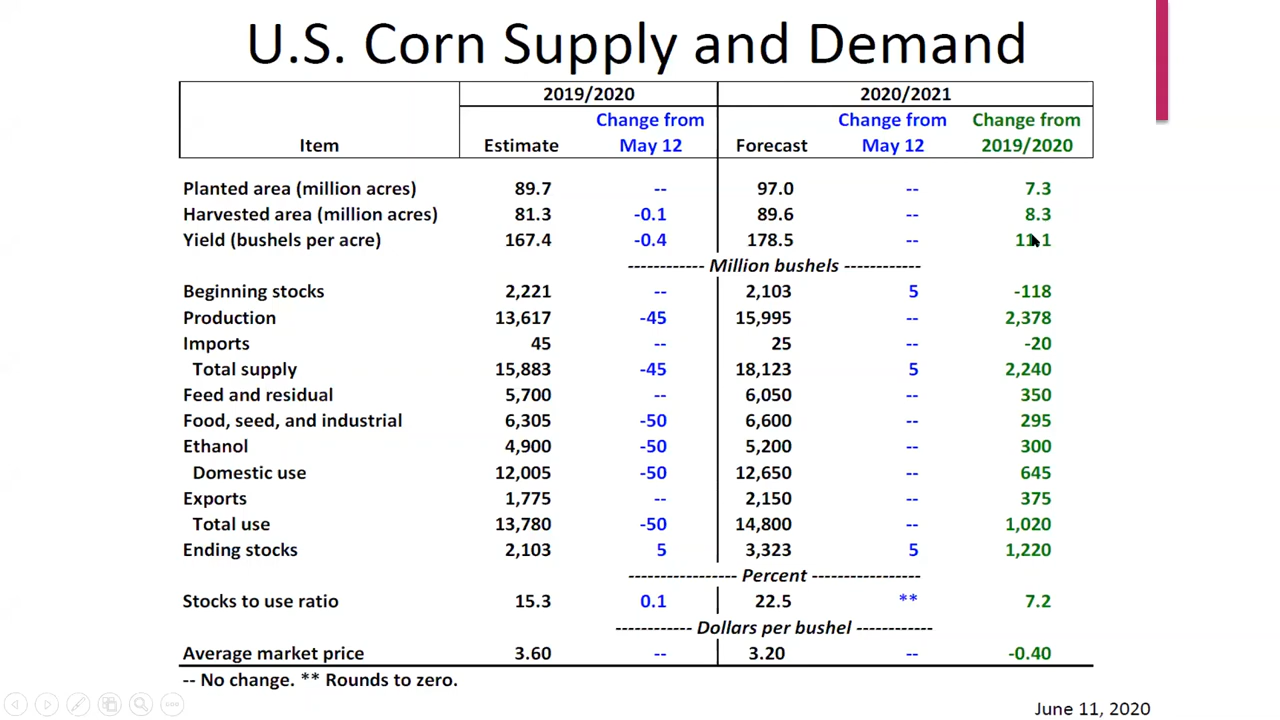 U.S. Corn Supply and Demand
2019/2020 2020/2021
Change from Change from Change from
Item Estimate May 12 Forecast May 12 2019/2020
Planted area (million acres) 89.7 -- 97.0 -- 7.3
Harvested area (million acres) 81.3 -0.1 89.6 -- 8.3
Yield (bushels per acre) 167.4 -0.4 178.5 -- 11.1
------------ Million bushels ------------
Beginning stocks 2,221 -- 2,103 5 -118
Production 13,617 -45 15,995 -- 2,378
Imports 45 -- 25 -- -20
Total supply 15,883 -45 18,123 5 2,240
Feed and residual 5,700 -- 6,050 -- 350
Food, seed, and industrial 6,305 -50 6,600 -- 295
Ethanol 4,900 -50 5,200 -- 300
Domestic use 12,005 -50 12,650 -- 645
Exports 1,775 -- 2,150 -- 375
Total use 13,780 -50 14,800 -- 1,020
Ending stocks 2,103 5 3,323 5 1,220
----------------- Percent -----------------
Stocks to use ratio 15.3 0.1 22.5 ** 7.2
------------ Dollars per bushel ------------
Average market price 3.60 -- 3.20 -- -0.40
-- No change. ** Rounds to zero.
June 11, 2020